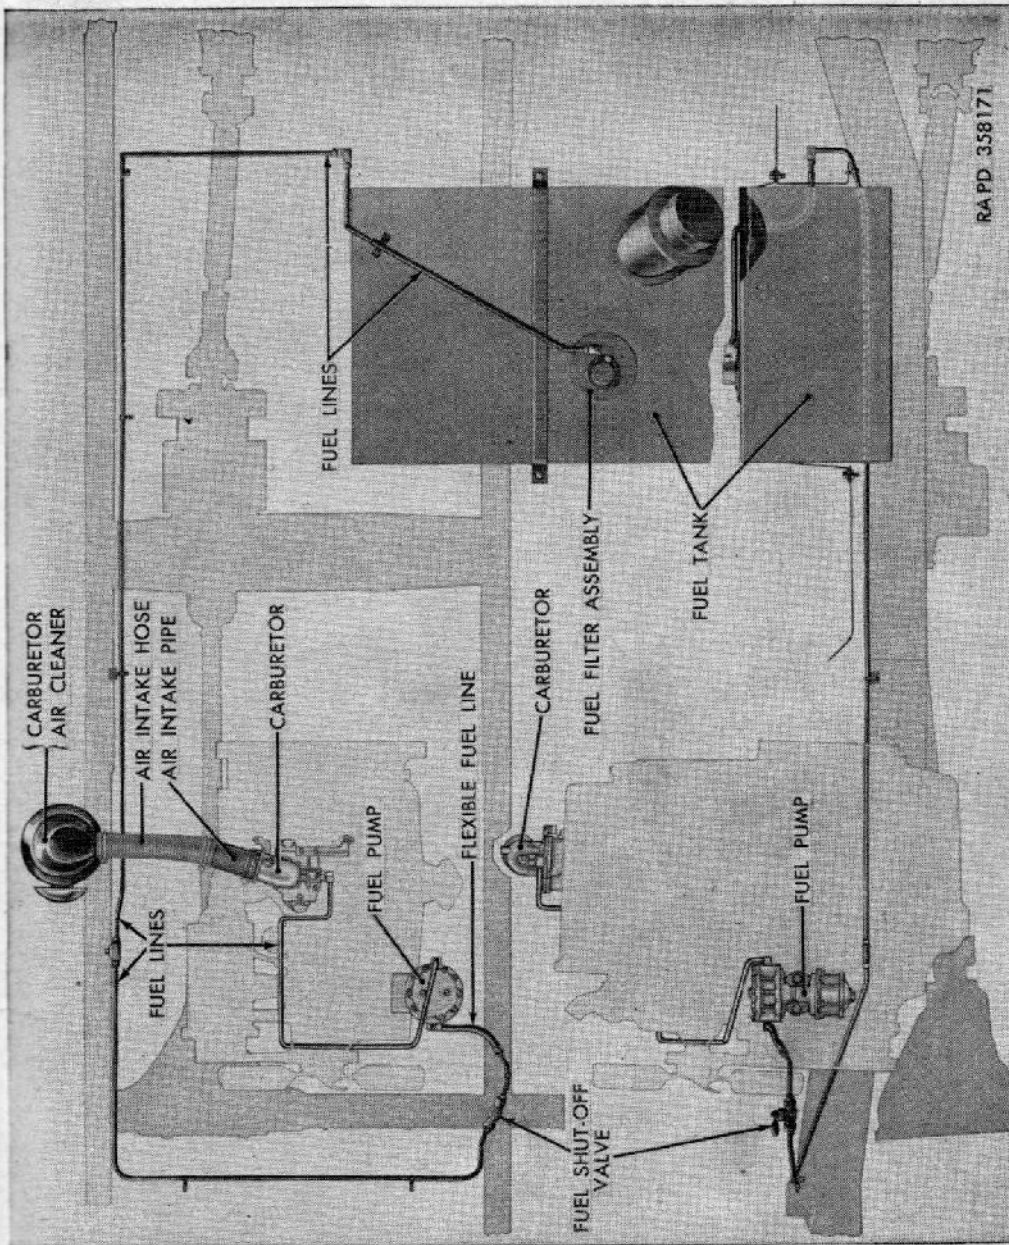 CARBURETOR
AIR CLEANER
AIR INTAKE HOSE
AIR INTAKE PIPE
CARBURETOR
FUEL LINES
FUEL PUMP
FLEXIBLE FUEL LINE
FUEL LINES
FUEL SHUT-OFF
VALVE
CARBURETOR
FUEL FILTER ASSEMBLY
FUEL TANK
FUEL PUMP
RA PD 358171